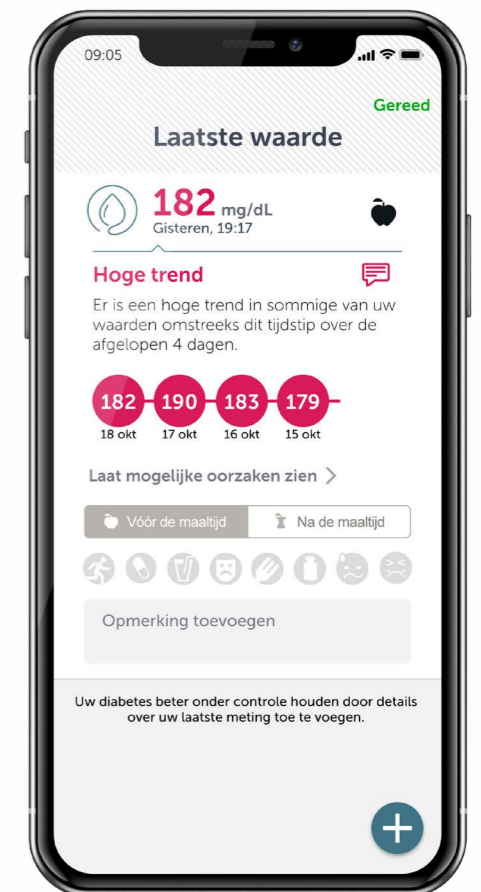 09:05
Gereed
Laatste waarde
182 mg/dL
Gisteren, 19:17
Hoge trend
Er is een hoge trend in sommige van uw
waarden omstreeks dit tijdstip over de
afgelopen 4 dagen.
182 190 183 179
18 okt 17 okt 16 okt 15 okt
Laat mogelijke oorzaken zien
Vóór de maaltijd Na de maaltijd
Opmerking toevoegen
Uw diabetes beter onder controle houden door details
over uw laatste meting toe te voegen.